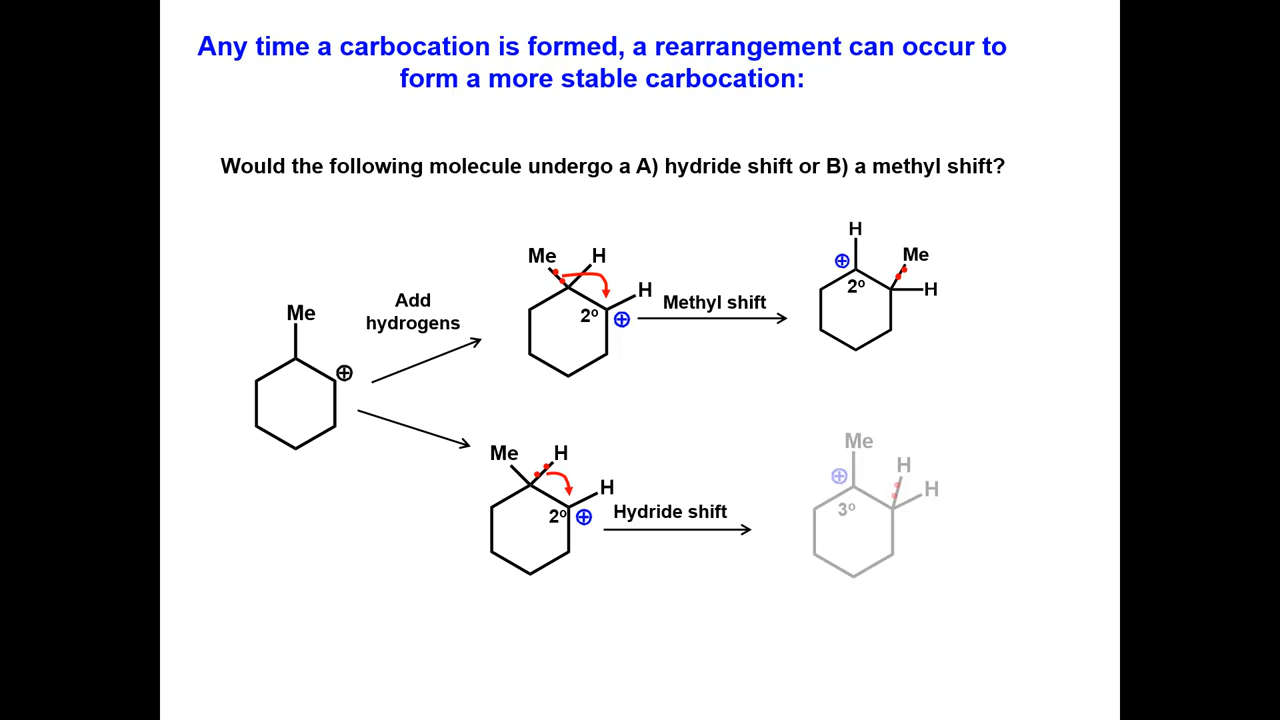 Any time a carbocation is formed, a rearrangement can occur to
form a more stable carbocation:
Would the following molecule undergo a A) hydride shift or B) a methyl shift?
Me
⊕
Add
hydrogens
Me H
H
2º ⊕
Methyl shift
H
⊕ Me
2º H
Me H
H
2º ⊕
Hydride shift
Me
⊕ H
H
3º